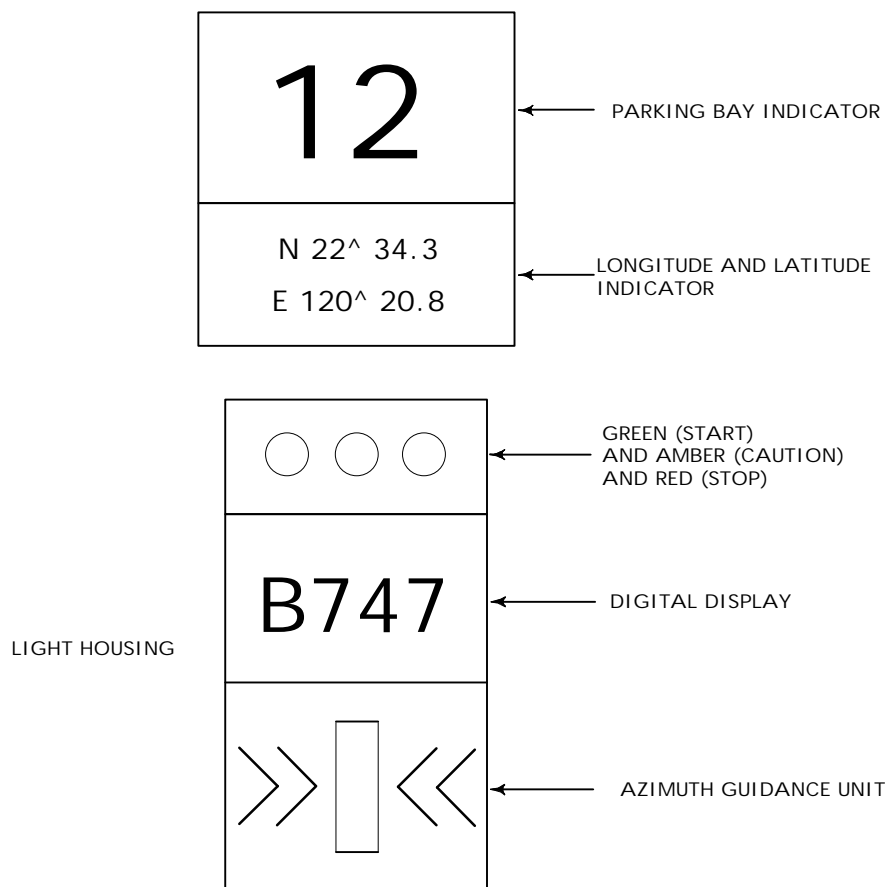 12
PARKING BAY INDICATOR
N 22^ 34.3
E 120^ 20.8
LONGITUDE AND LATITUDE
INDICATOR
GREEN (START)
AND AMBER (CAUTION)
AND RED (STOP)
B747
DIGITAL DISPLAY
LIGHT HOUSING
AZIMUTH GUIDANCE UNIT